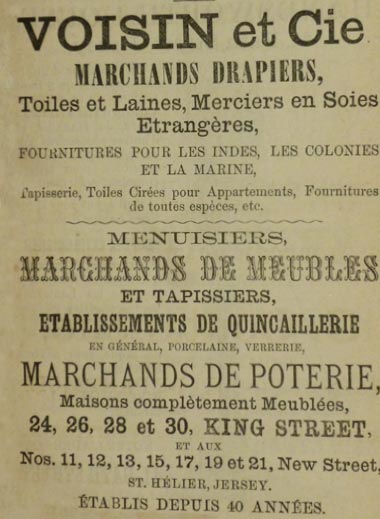 VOISIN et Cie
MARCHANDS DRAPIERS,
Toiles et Laines, Merciers en Soies
Etrangères,
FOURNITURES POUR LES INDES, LES COLONIES
ET LA MARINE,
Tapisserie, Toiles Cirées pour Appartements, Fournitures
de toutes espéces, etc.
MENUISIERS,
MARCHANDS DE MEUBLES
ET TAPISSIERS,
ETABLISSEMENTS DE QUINCAILLERIE
EN GÉNÉRAL, PORCELAINE, VERRERIE,
MARCHANDS DE POTERIE,
Maisons complètement Meublées,
24, 26, 28 et 30, KING STREET,
ET AUX
Nos. 11, 12, 13, 15, 17, 19 et 21, New Street,
ST. HÉLIER, JERSEY.
ÉTABLIS DEPUIS 40 ANNÉES.